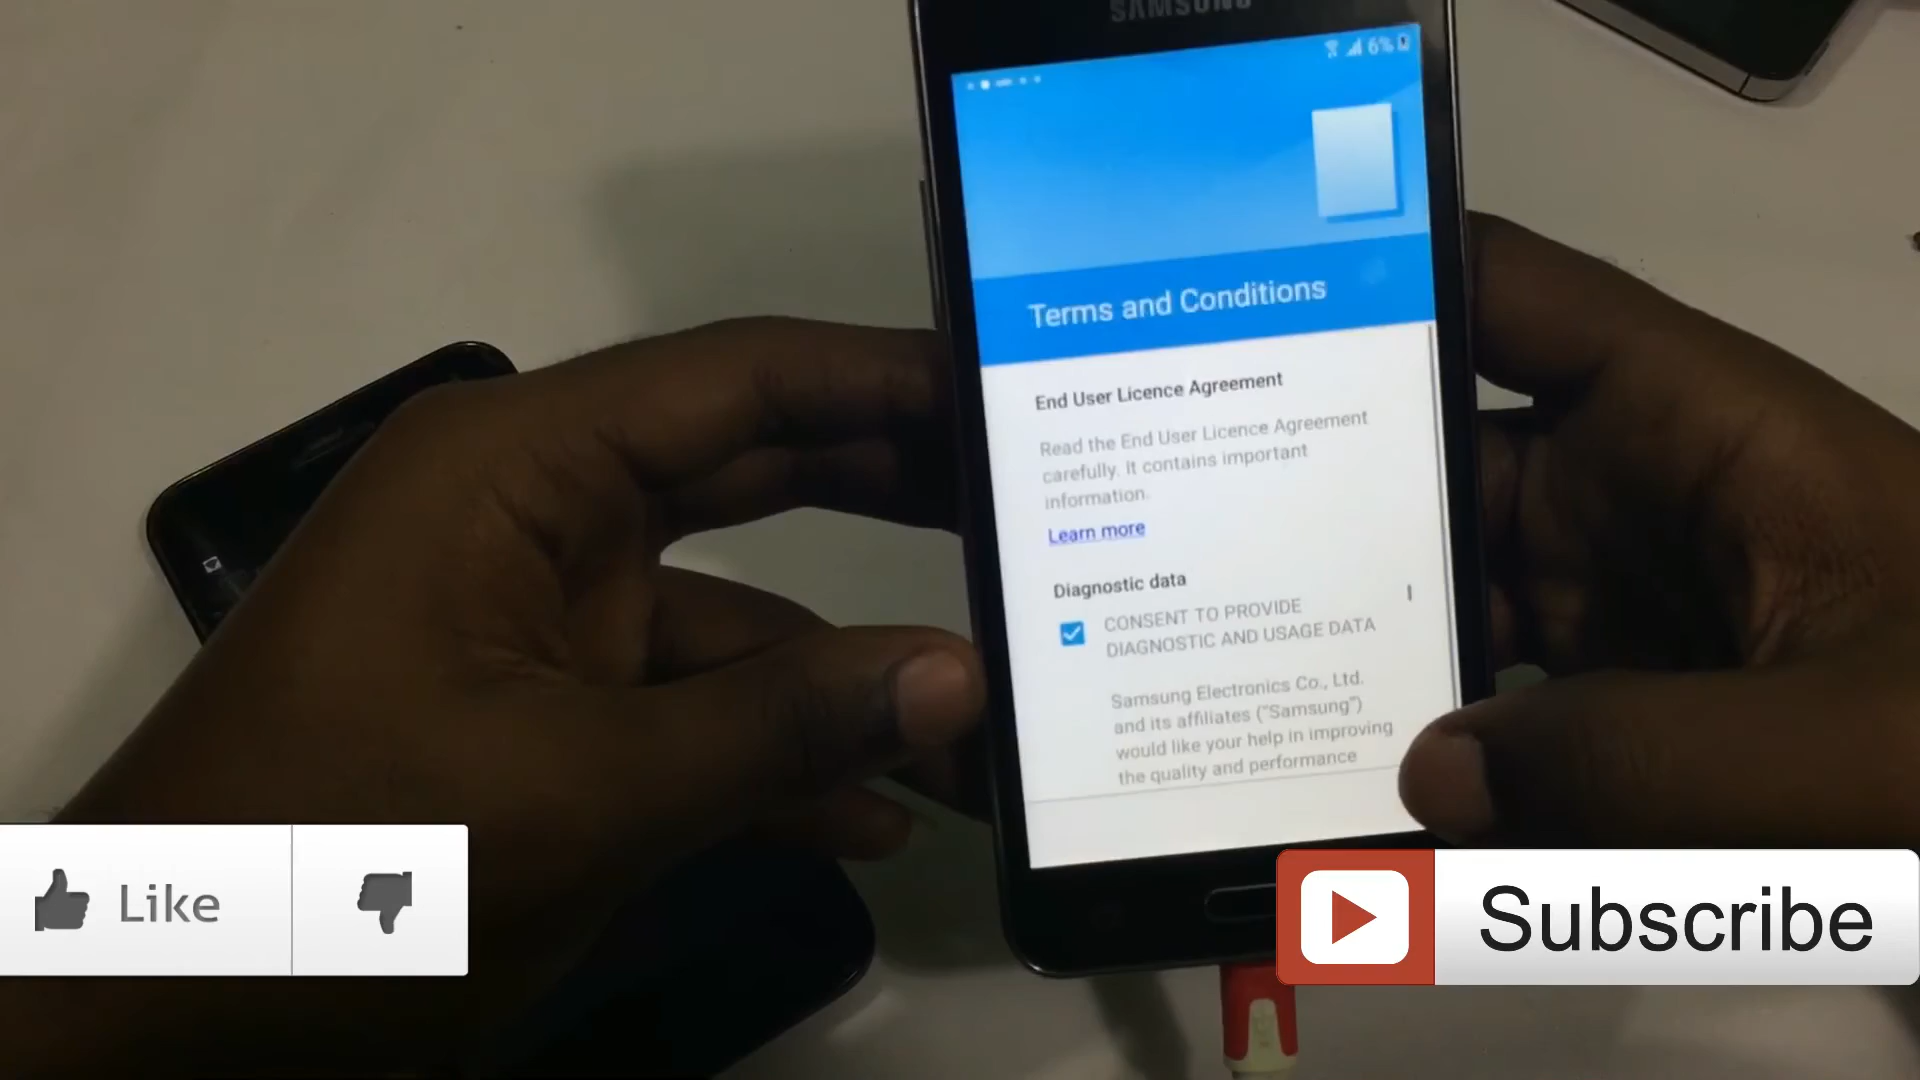 SAMSUNG
6%
Terms and Conditions
End User Licence Agreement
Read the End User Licence Agreement
carefully. It contains important
information.
Learn more
Diagnostic data
CONSENT TO PROVIDE
DIAGNOSTIC AND USAGE DATA
Samsung Electronics Co., Ltd.
and its affiliates ("Samsung")
would like your help in improving
the quality and performance
Like
Subscribe